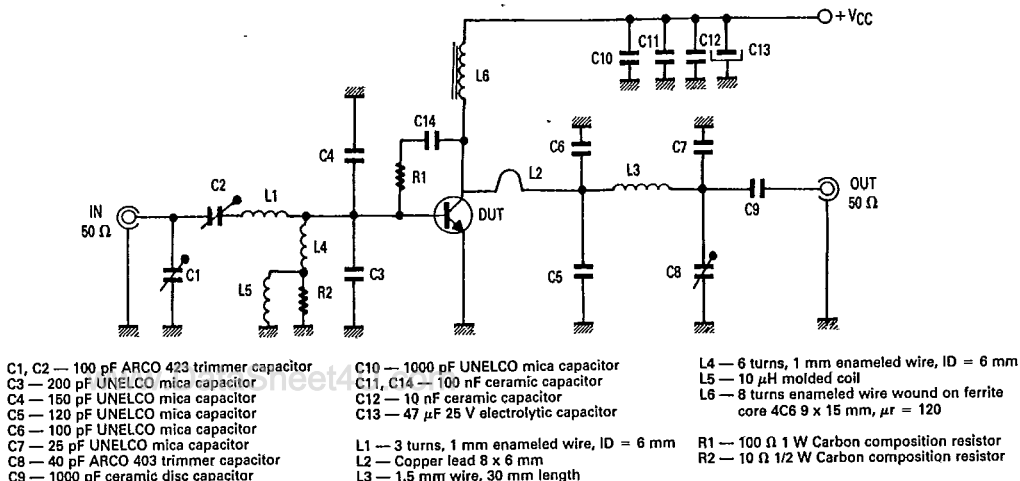 + VCC
C10 C11 C12 C13
L6
C14
C4
R1
C6
C7
L2
L3
IN
50 Ω
C2
L1
DUT
C9
OUT
50 Ω
C1
L4
L5
R2
C3
C5
C8
C1, C2 — 100 pF ARCO 423 trimmer capacitor
C3 — 200 pF UNELCO mica capacitor
C4 — 150 pF UNELCO mica capacitor
C5 — 120 pF UNELCO mica capacitor
C6 — 100 pF UNELCO mica capacitor
C7 — 25 pF UNELCO mica capacitor
C8 — 40 pF ARCO 403 trimmer capacitor
C9 — 1000 pF ceramic disc capacitor
C10 — 1000 pF UNELCO mica capacitor
C11, C14 — 100 nF ceramic capacitor
C12 — 10 nF ceramic capacitor
C13 — 47 μF 25 V electrolytic capacitor
L1 — 3 turns, 1 mm enameled wire, ID = 6 mm
L2 — Copper lead 8 x 6 mm
L3 — 1.5 mm wire, 30 mm length
L4 — 6 turns, 1 mm enameled wire, ID = 6 mm
L5 — 10 μH molded coil
L6 — 8 turns enameled wire wound on ferrite
core 4C6 9 x 15 mm, μr = 120
R1 — 100 Ω 1 W Carbon composition resistor
R2 — 10 Ω 1/2 W Carbon composition resistor